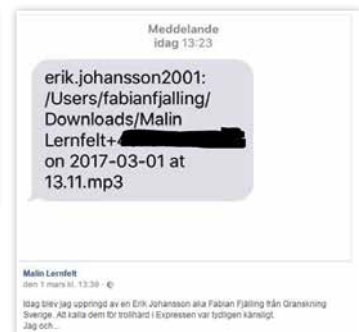 Meddelande
idag 13:23
erik.johansson2001:
/Users/fabianfjalling/
Downloads/Malin
Lernfelt+
on 2017-03-01 at
13.11.mp3
Malin Lernfelt
den 1 mars kl. 13:39 ·
Idag blev jag uppringd av en Erik Johansson aka Fabian Fjälling från Granskning
Sverige. Att kalla dem för trollhärd i Expressen var tydligen känsligt.
Jag och...